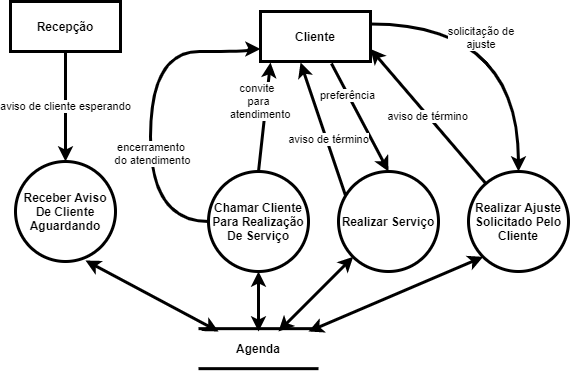 Recepção
Cliente
solicitação de
ajuste
aviso de cliente esperando
convite
para
atendimento
preferência
aviso de término
aviso de término
encerramento
do atendimento
Receber Aviso
De Cliente
Aguardando
Chamar Cliente
Para Realização
De Serviço
Realizar Serviço
Realizar Ajuste
Solicitado Pelo
Cliente
Agenda